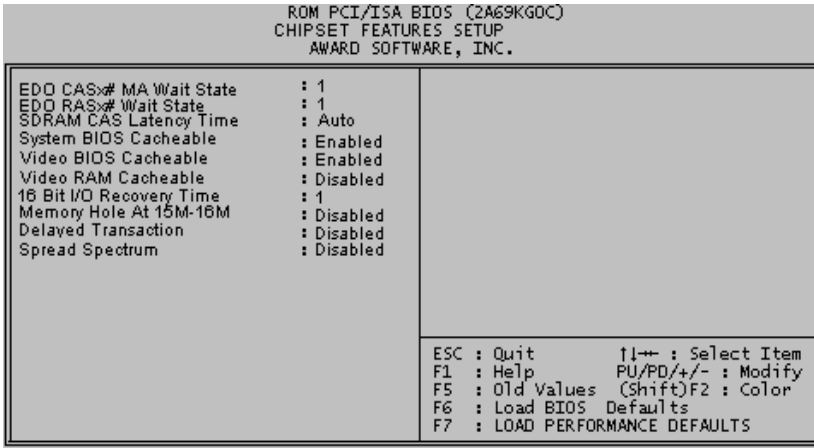 ROM PCI/ISA BIOS (2A69KGOC)
CHIPSET FEATURES SETUP
AWARD SOFTWARE, INC.
EDO CASx# MA Wait State : 1
EDO RASx# Wait State : 1
SDRAM CAS Latency Time : Auto
System BIOS Cacheable : Enabled
Video BIOS Cacheable : Enabled
Video RAM Cacheable : Disabled
16 Bit I/O Recovery Time : 1
Memory Hole At 15M-16M : Disabled
Delayed Transaction : Disabled
Spread Spectrum : Disabled
ESC : Quit ↑↓→← : Select Item
F1 : Help PU/PD/+/- : Modify
F5 : Old Values (Shift)F2 : Color
F6 : Load BIOS Defaults
F7 : LOAD PERFORMANCE DEFAULTS